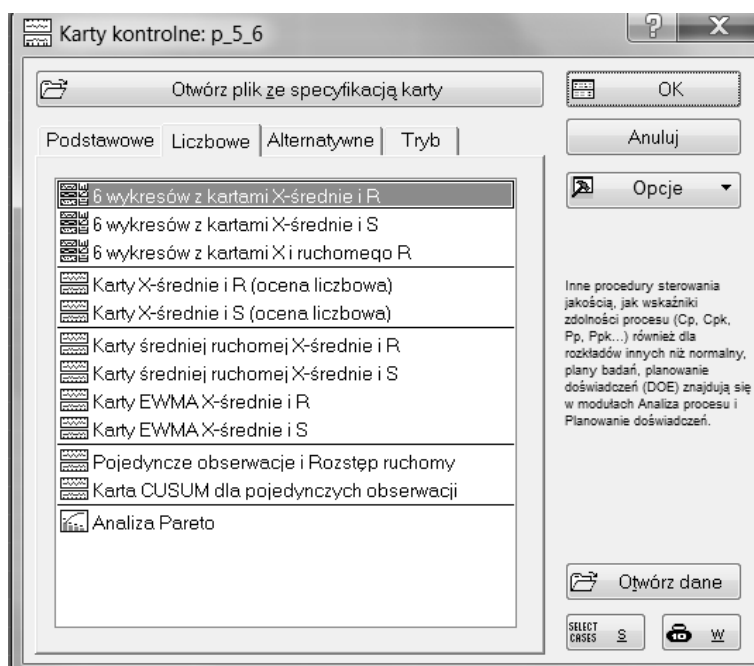 Karty kontrolne: p_5_6
? X
Otwórz plik ze specyfikacją karty
Podstawowe Liczbowe Alternatywne Tryb
6 wykresów z kartami X-średnie i R
6 wykresów z kartami X-średnie i S
6 wykresów z kartami X i ruchomego R
Karty X-średnie i R (ocena liczbowa)
Karty X-średnie i S (ocena liczbowa)
Karty średniej ruchomej X-średnie i R
Karty średniej ruchomej X-średnie i S
Karty EWMA X-średnie i R
Karty EWMA X-średnie i S
Pojedyncze obserwacje i Rozstęp ruchomy
Karta CUSUM dla pojedynczych obserwacji
Analiza Pareto
OK
Anuluj
Opcje
Inne procedury sterowania
jakością, jak wskaźniki
zdolności procesu (Cp, Cpk,
Pp, Ppk...) również dla
rozkładów innych niż normalny,
plany badań, planowanie
doświadczeń (DOE) znajdują się
w modułach Analiza procesu i
Planowanie doświadczeń.
Otwórz dane
SELECT
CASES S W